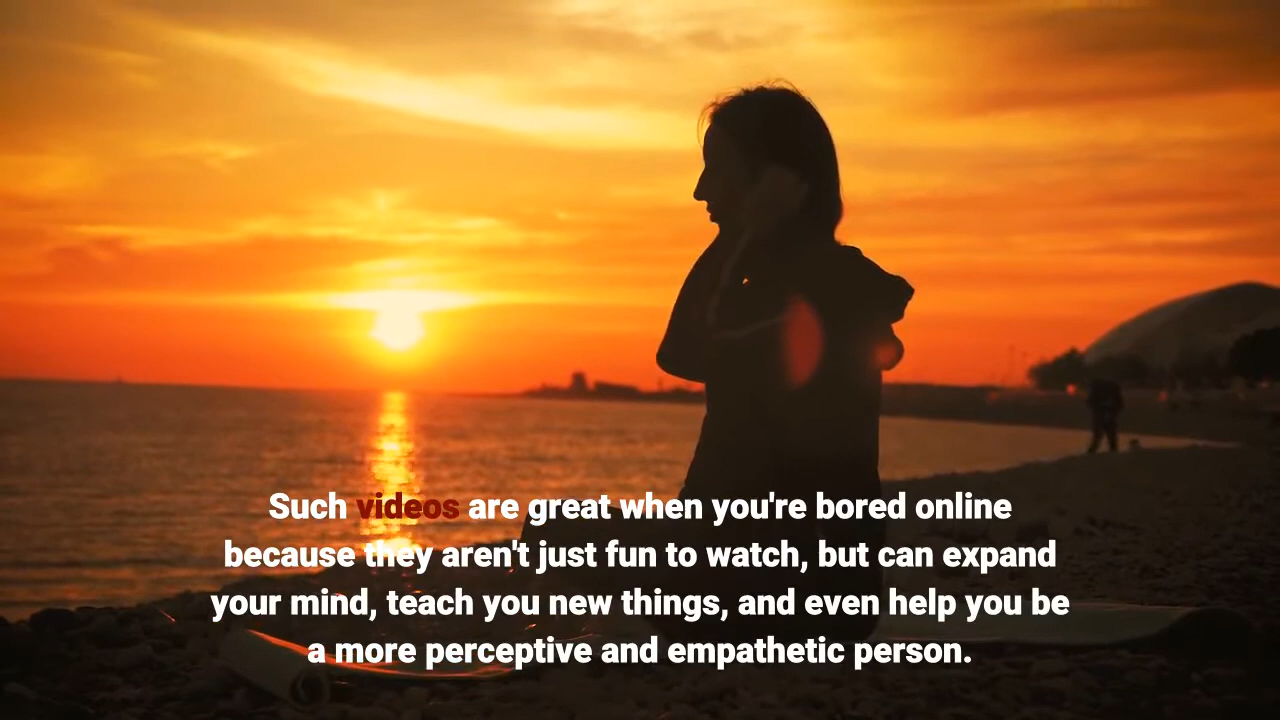 Such videos are great when you're bored online
because they aren't just fun to watch, but can expand
your mind, teach you new things, and even help you be
a more perceptive and empathetic person.